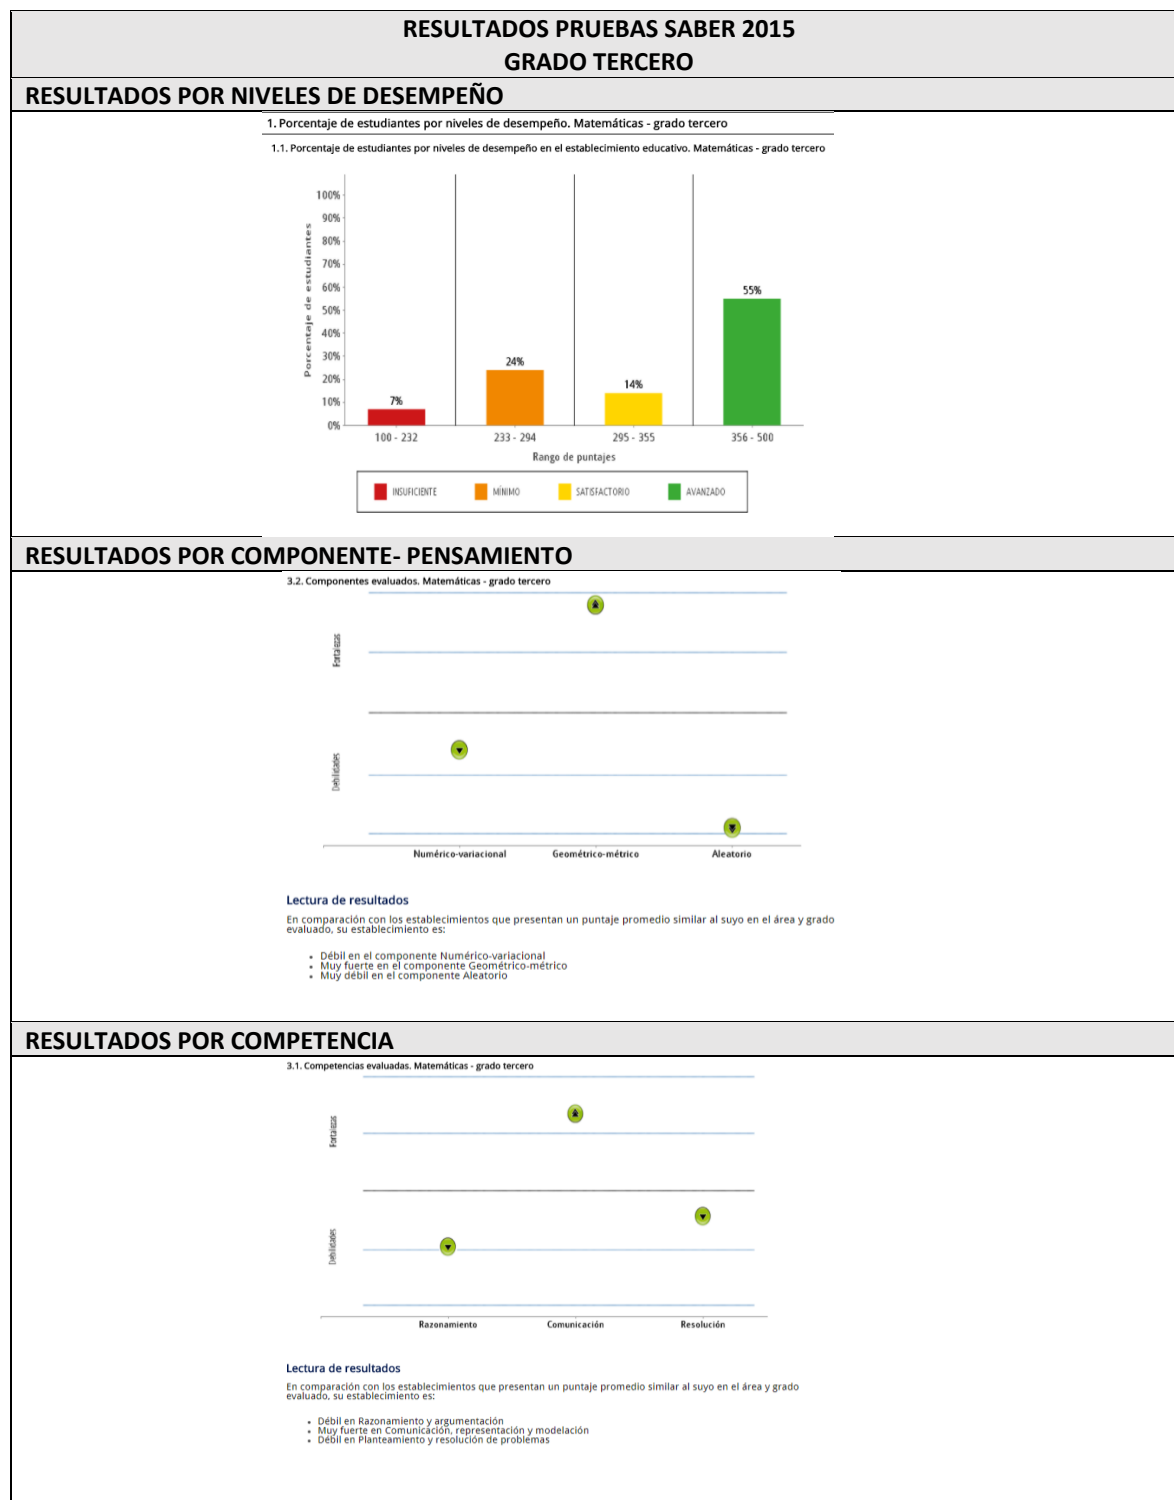 RESULTADOS PRUEBAS SABER 2015
GRADO TERCERO
RESULTADOS POR NIVELES DE DESEMPEÑO
1. Porcentaje de estudiantes por niveles de desempeño. Matemáticas - grado tercero
1.1. Porcentaje de estudiantes por niveles de desempeño en el establecimiento educativo. Matemáticas - grado tercero
Porcentaje de estudiantes
100%
90%
80%
70%
60%
50%
40%
30%
20%
10%
0%
7%
24%
14%
55%
100 - 232
233 - 294
295 - 355
356 - 500
Rango de puntajes
INSUFICIENTE
MÍNIMO
SATISFACTORIO
AVANZADO
RESULTADOS POR COMPONENTE- PENSAMIENTO
3.2. Componentes evaluados. Matemáticas - grado tercero
Fortalezas
Debilidades
Numérico-variacional
Geométrico-métrico
Aleatorio
Lectura de resultados
En comparación con los establecimientos que presentan un puntaje promedio similar al suyo en el área y grado
evaluado, su establecimiento es:
• Débil en el componente Numérico-variacional
• Muy fuerte en el componente Geométrico-métrico
• Muy débil en el componente Aleatorio
RESULTADOS POR COMPETENCIA
3.1. Competencias evaluadas. Matemáticas - grado tercero
Fortalezas
Debilidades
Razonamiento
Comunicación
Resolución
Lectura de resultados
En comparación con los establecimientos que presentan un puntaje promedio similar al suyo en el área y grado
evaluado, su establecimiento es:
• Débil en Razonamiento y argumentación
• Muy fuerte en Comunicación, representación y modelación
• Débil en Planteamiento y resolución de problemas